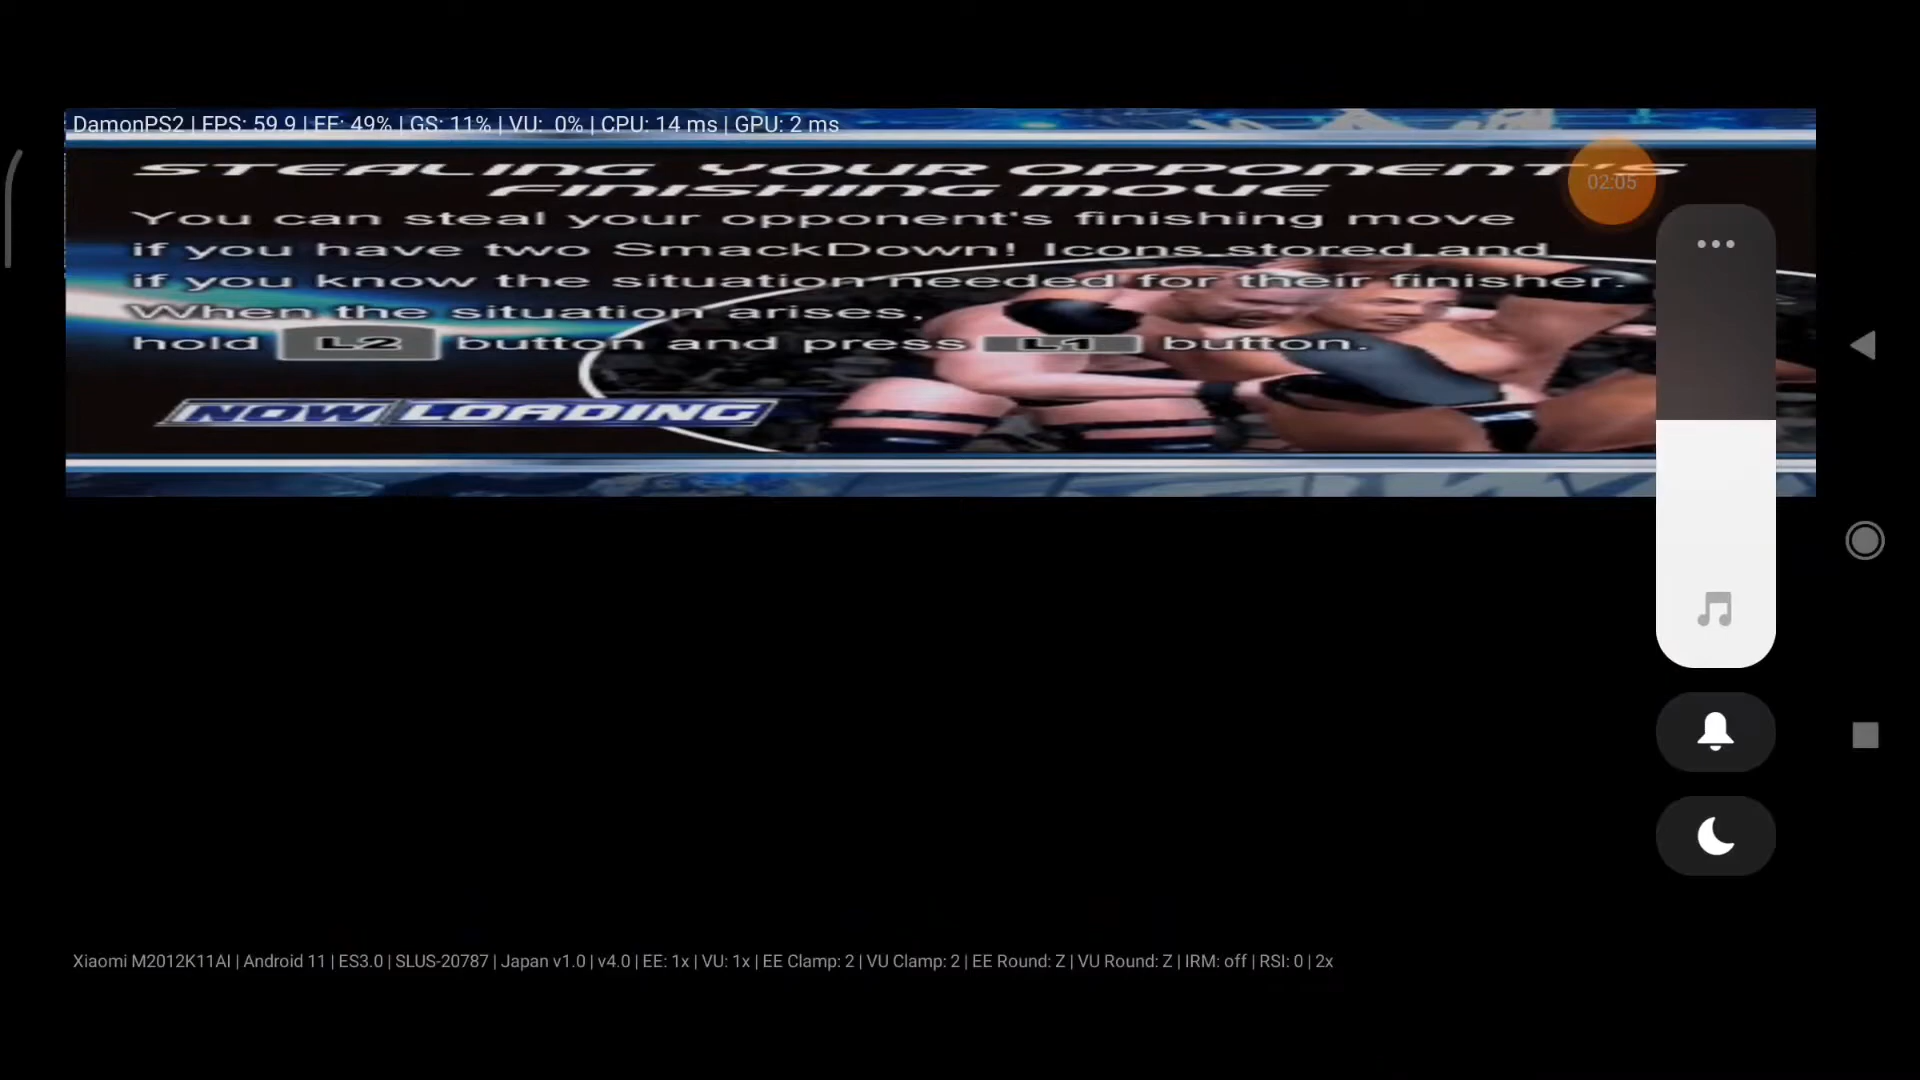 DamonPS2 | FPS: 59.9 | EE: 49% | GS: 11% | VU: 0% | CPU: 14 ms | GPU: 2 ms
STEALING YOUR OPPONENT'S
FINISHING MOVE
02:05
You can steal your opponent's finishing move
if you have two SmackDown! Icons stored and
if you know the situation needed for their finisher.
When the situation arises,
hold L2 button and press L1 button.
NOW LOADING
Xiaomi M2012K11AI | Android 11 | ES3.0 | SLUS-20787 | Japan v1.0 | v4.0 | EE: 1x | VU: 1x | EE Clamp: 2 | VU Clamp: 2 | EE Round: Z | VU Round: Z | IRM: off | RSI: 0 | 2x